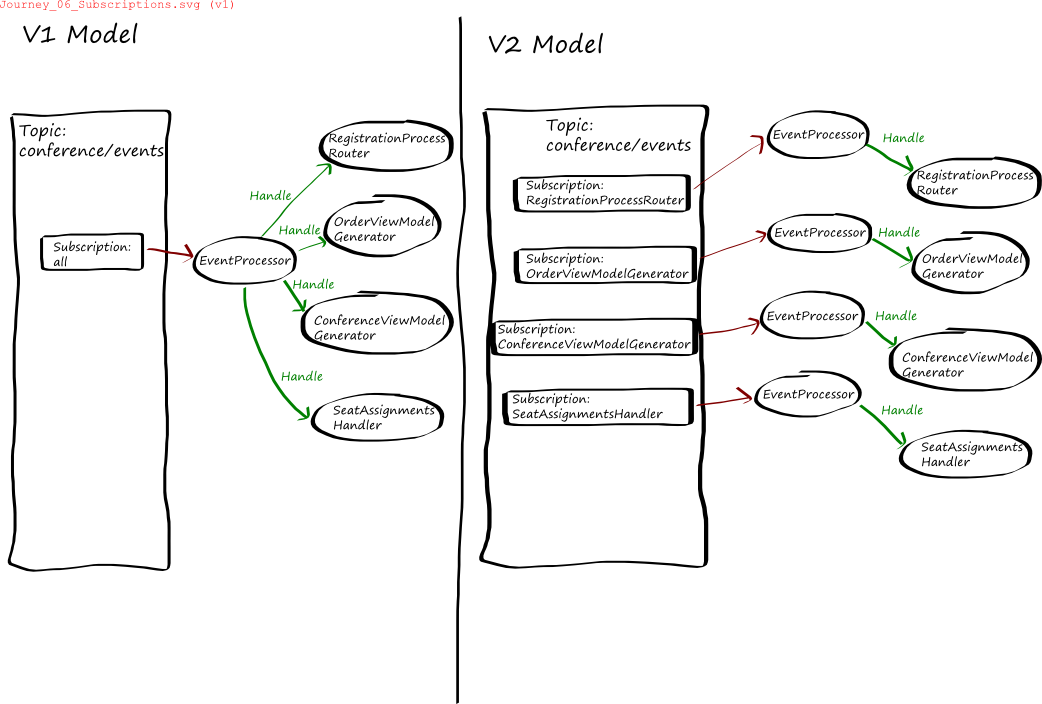 Journey_06_Subscriptions.svg (v1)
V1 Model
Topic:
conference/events
Subscription:
all
EventProcessor
Handle
Handle
Handle
Handle
RegistrationProcess
Router
OrderViewModel
Generator
ConferenceViewModel
Generator
SeatAssignments
Handler
V2 Model
Topic:
conference/events
Subscription:
RegistrationProcessRouter
EventProcessor
Handle
RegistrationProcess
Router
Subscription:
OrderViewModelGenerator
EventProcessor
Handle
OrderViewModel
Generator
Subscription:
ConferenceViewModelGenerator
EventProcessor
Handle
ConferenceViewModel
Generator
Subscription:
SeatAssignmentsHandler
EventProcessor
Handle
SeatAssignments
Handler